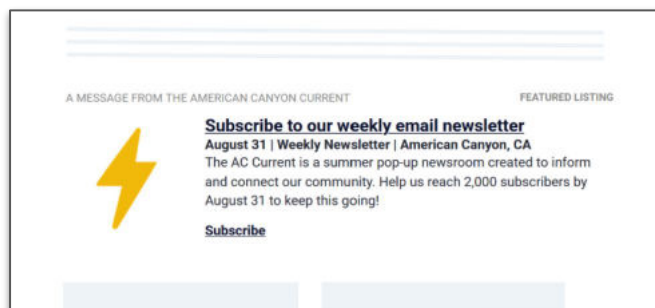 A MESSAGE FROM THE AMERICAN CANYON CURRENT
FEATURED LISTING
Subscribe to our weekly email newsletter
August 31 | Weekly Newsletter | American Canyon, CA
The AC Current is a summer pop-up newsroom created to inform
and connect our community. Help us reach 2,000 subscribers by
August 31 to keep this going!
Subscribe